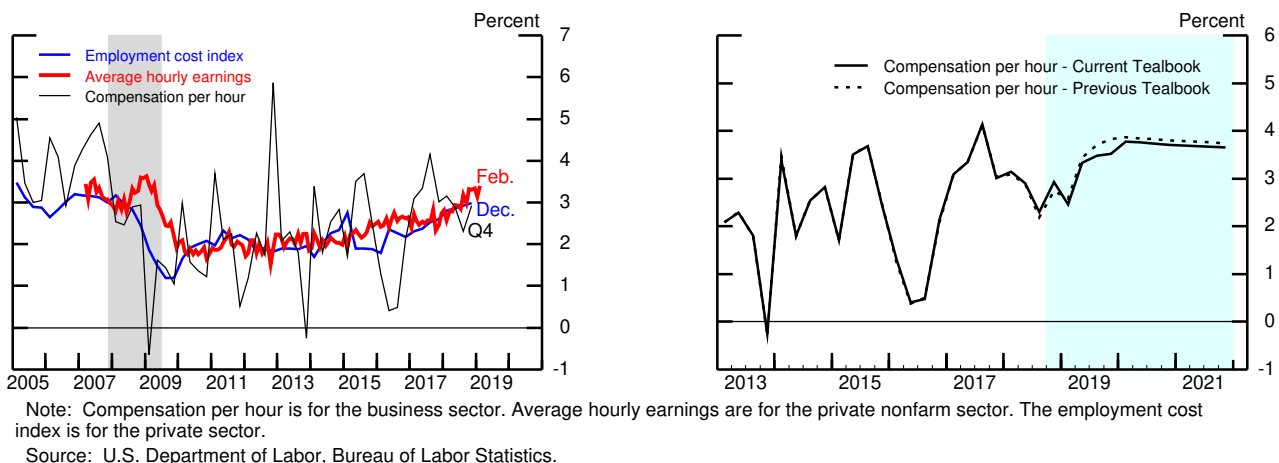 Percent
7
6
5
4
3
2
1
0
-1
Employment cost index
Average hourly earnings
Compensation per hour
Feb.
Dec.
Q4
2005 2007 2009 2011 2013 2015 2017 2019
Percent
6
5
4
3
2
1
0
-1
Compensation per hour - Current Tealbook
Compensation per hour - Previous Tealbook
2013 2015 2017 2019 2021
Note: Compensation per hour is for the business sector. Average hourly earnings are for the private nonfarm sector. The employment cost
index is for the private sector.
Source: U.S. Department of Labor, Bureau of Labor Statistics.